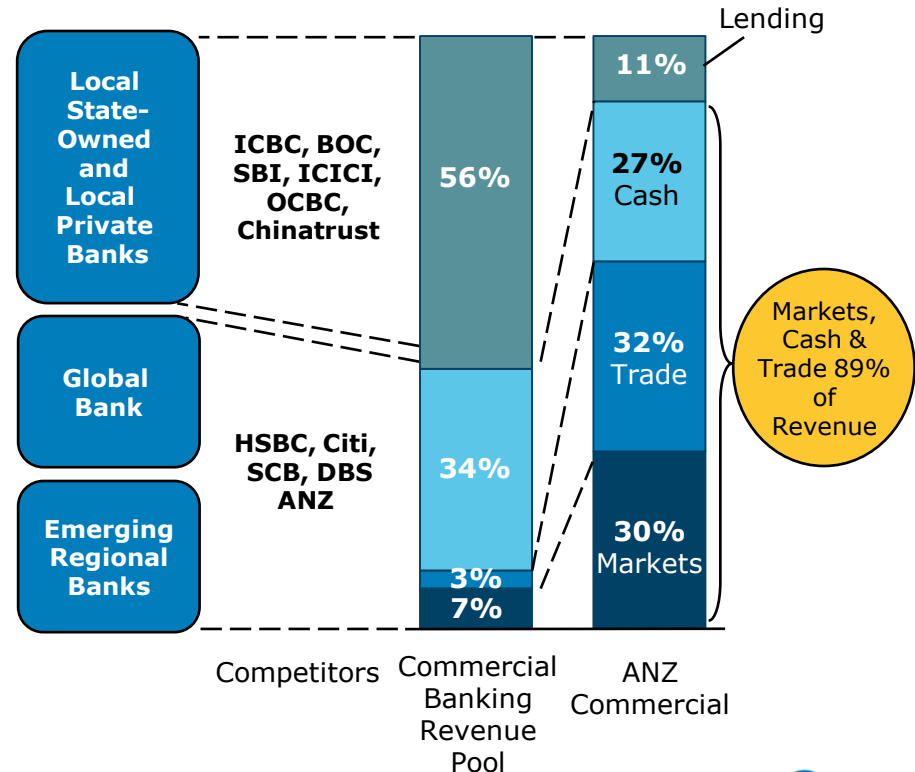 Lending
Local
State-
Owned
and
Local
Private
Banks
ICBC, BOC,
SBI, ICICI,
OCBC,
Chinatrust
Global
Bank
HSBC, Citi,
SCB, DBS
ANZ
Emerging
Regional
Banks
56%
34%
3%
7%
11%
27%
Cash
32%
Trade
30%
Markets
Markets,
Cash &
Trade 89%
of
Revenue
Competitors
Commercial
Banking
Revenue
Pool
ANZ
Commercial